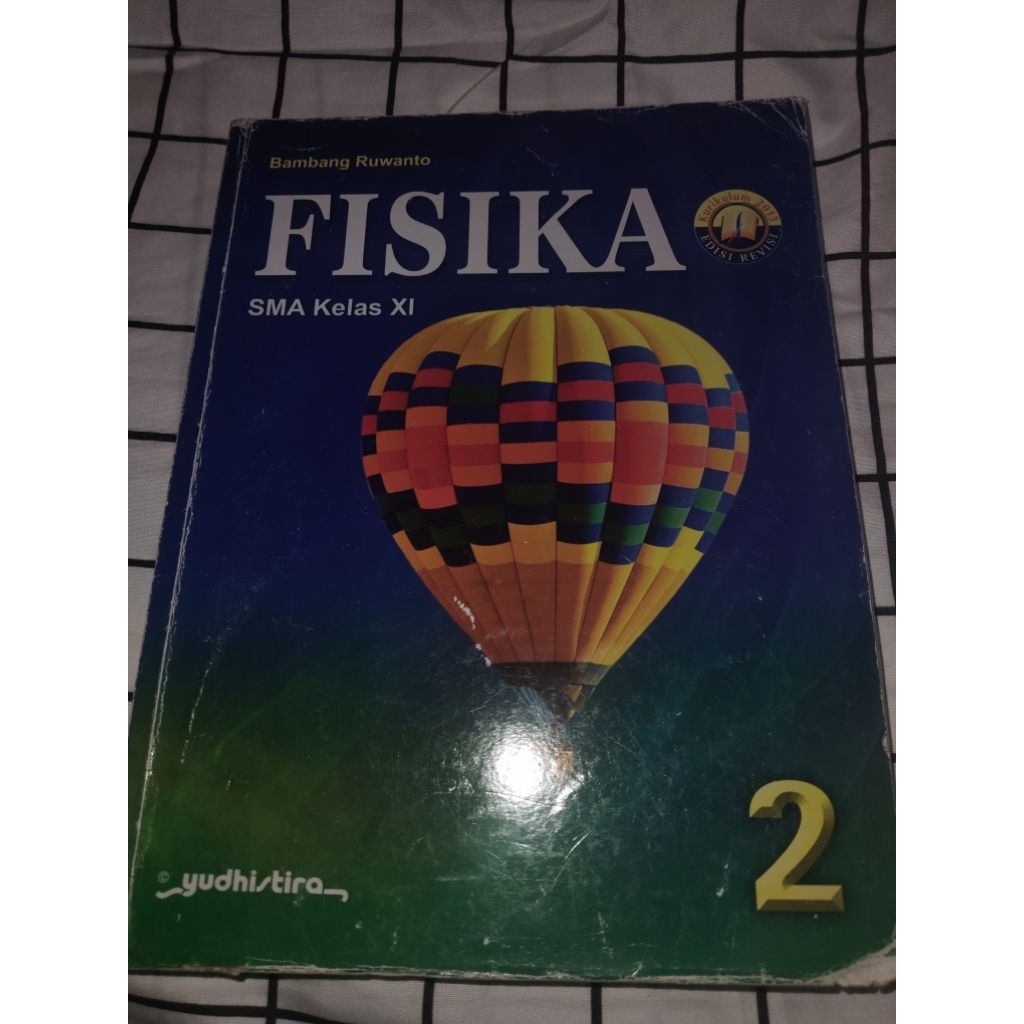 Bambang Ruwanto
FISIKA
Kurikulum 2013
EDISI REVISI
SMA Kelas XI
2
© yudhistira